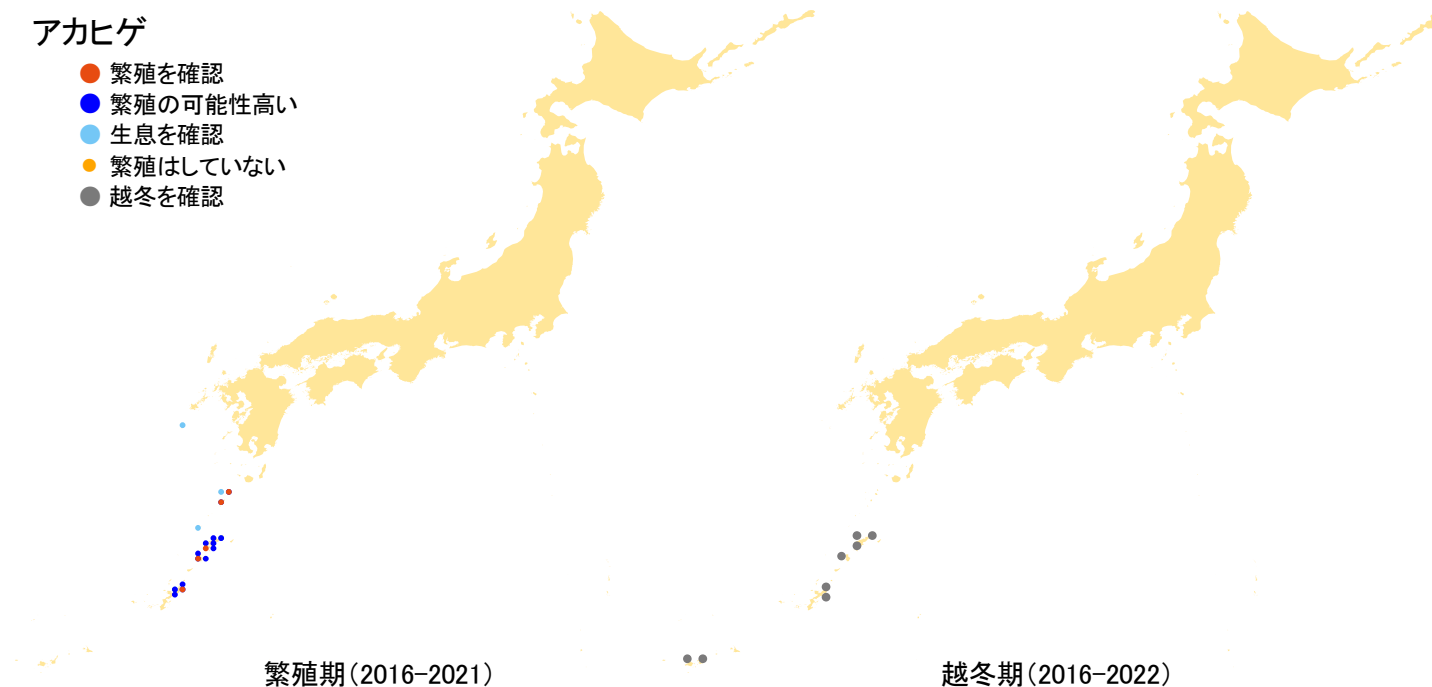 アカヒゲ
繁殖を確認
繁殖の可能性高い
生息を確認
繁殖はしていない
越冬を確認
繁殖期(2016-2021)
越冬期(2016-2022)